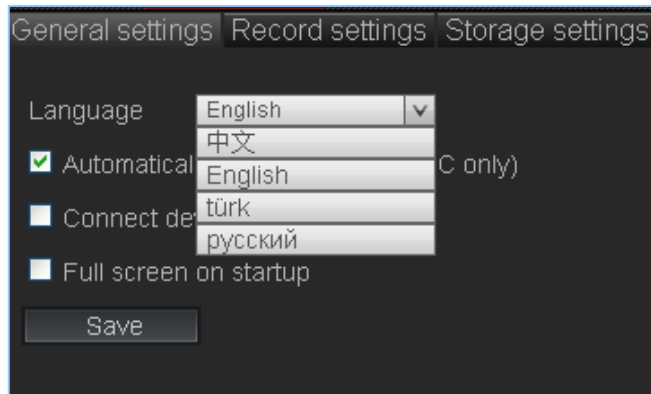 General settings Record settings Storage settings
Language English
中文
Automatical C only)
English
Connect de
türk
русский
Full screen on startup
Save